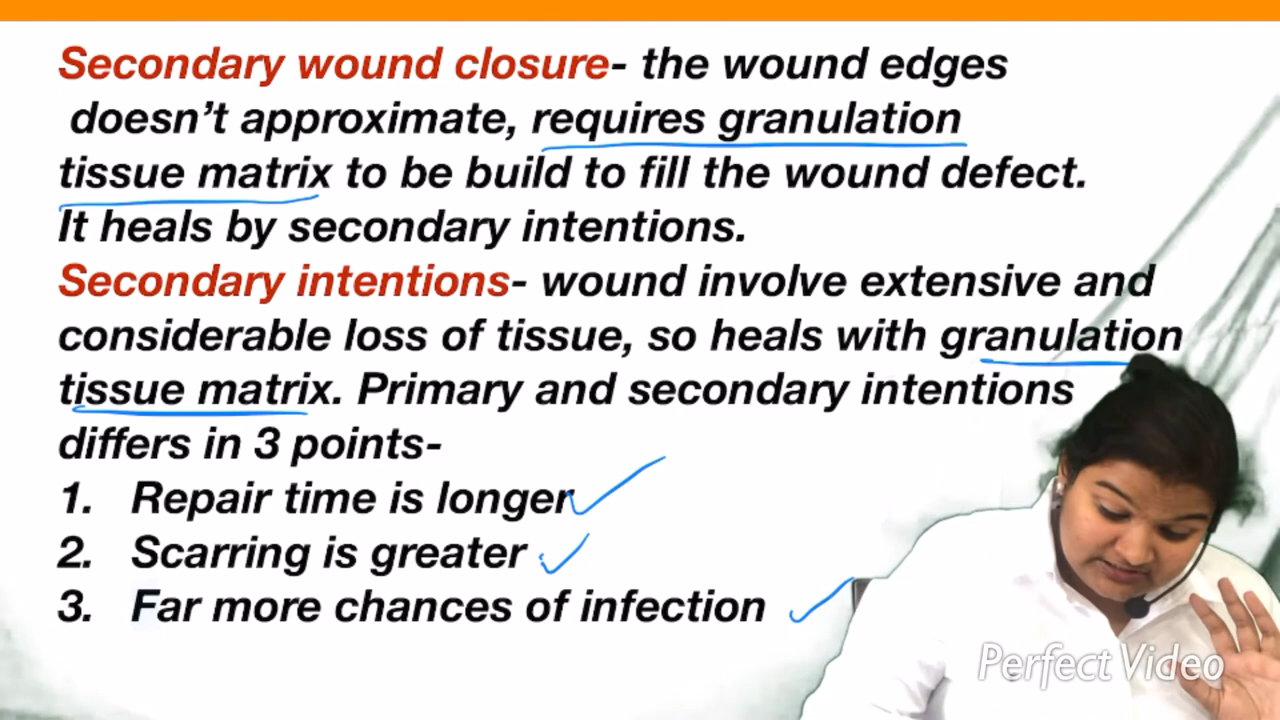 Secondary wound closure- the wound edges
doesn't approximate, requires granulation
tissue matrix to be build to fill the wound defect.
It heals by secondary intentions.
Secondary intentions- wound involve extensive and
considerable loss of tissue, so heals with granulation
tissue matrix. Primary and secondary intentions
differs in 3 points-
1. Repair time is longer
2. Scarring is greater
3. Far more chances of infection
Perfect Video